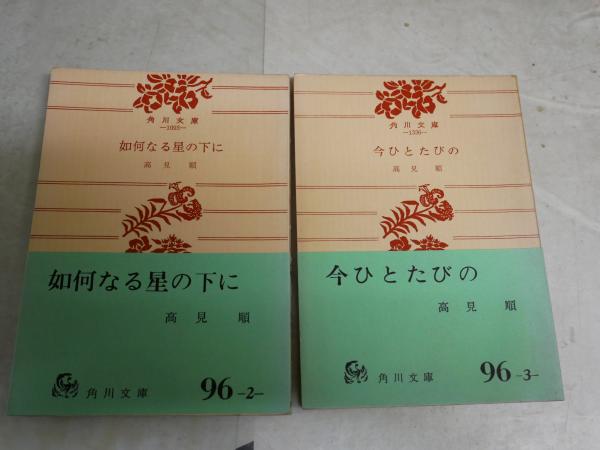 角川文庫
如何なる星の下に
高見順
如何なる星の下に
高見順
角川文庫
96-2-
角川文庫
—1336—
今ひとたびの
高見順
今ひとたびの
高見順
角川文庫
96-3-